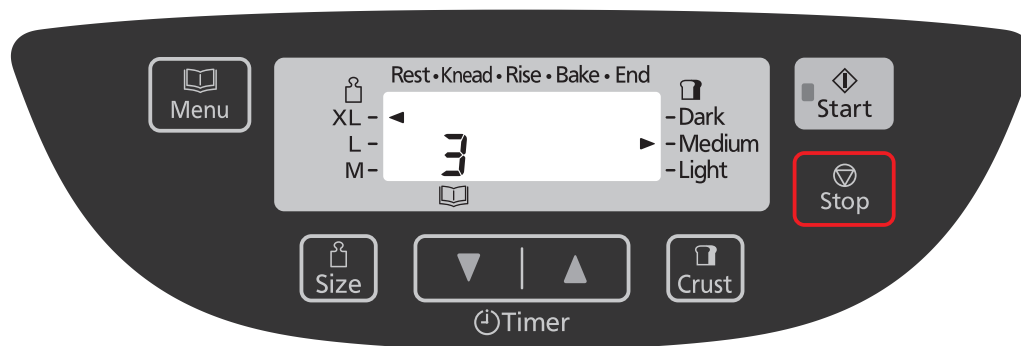 Menu
Rest • Knead • Rise • Bake • End
XL
L
M
3
Dark
Medium
Light
Start
Stop
Size
Crust
Timer